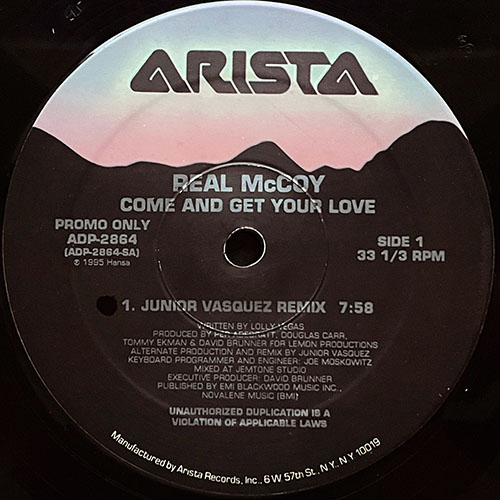 ARISTA
REAL McCOY
COME AND GET YOUR LOVE
PROMO ONLY
ADP-2864
(ADP-2864-SA)
℗ 1995 Hansa
SIDE 1
33 1/3 RPM
1. JUNIOR VASQUEZ REMIX 7:58
WRITTEN BY LOLLY VEGAS
PRODUCED BY PER ADEBRATT, DOUGLAS CARR,
TOMMY EKMAN & DAVID BRUNNER FOR LEMON PRODUCTIONS
ALTERNATE PRODUCTION AND REMIX BY JUNIOR VASQUEZ
KEYBOARD PROGRAMMER AND ENGINEER: JOE MOSKOWITZ
MIXED AT JEMTONE STUDIO
EXECUTIVE PRODUCER: DAVID BRUNNER
PUBLISHED BY EMI BLACKWOOD MUSIC INC.,
NOVALENE MUSIC (BMI)
UNAUTHORIZED DUPLICATION IS A
VIOLATION OF APPLICABLE LAWS
Manufactured by Arista Records, Inc., 6 W 57th St., N.Y., N.Y 10019